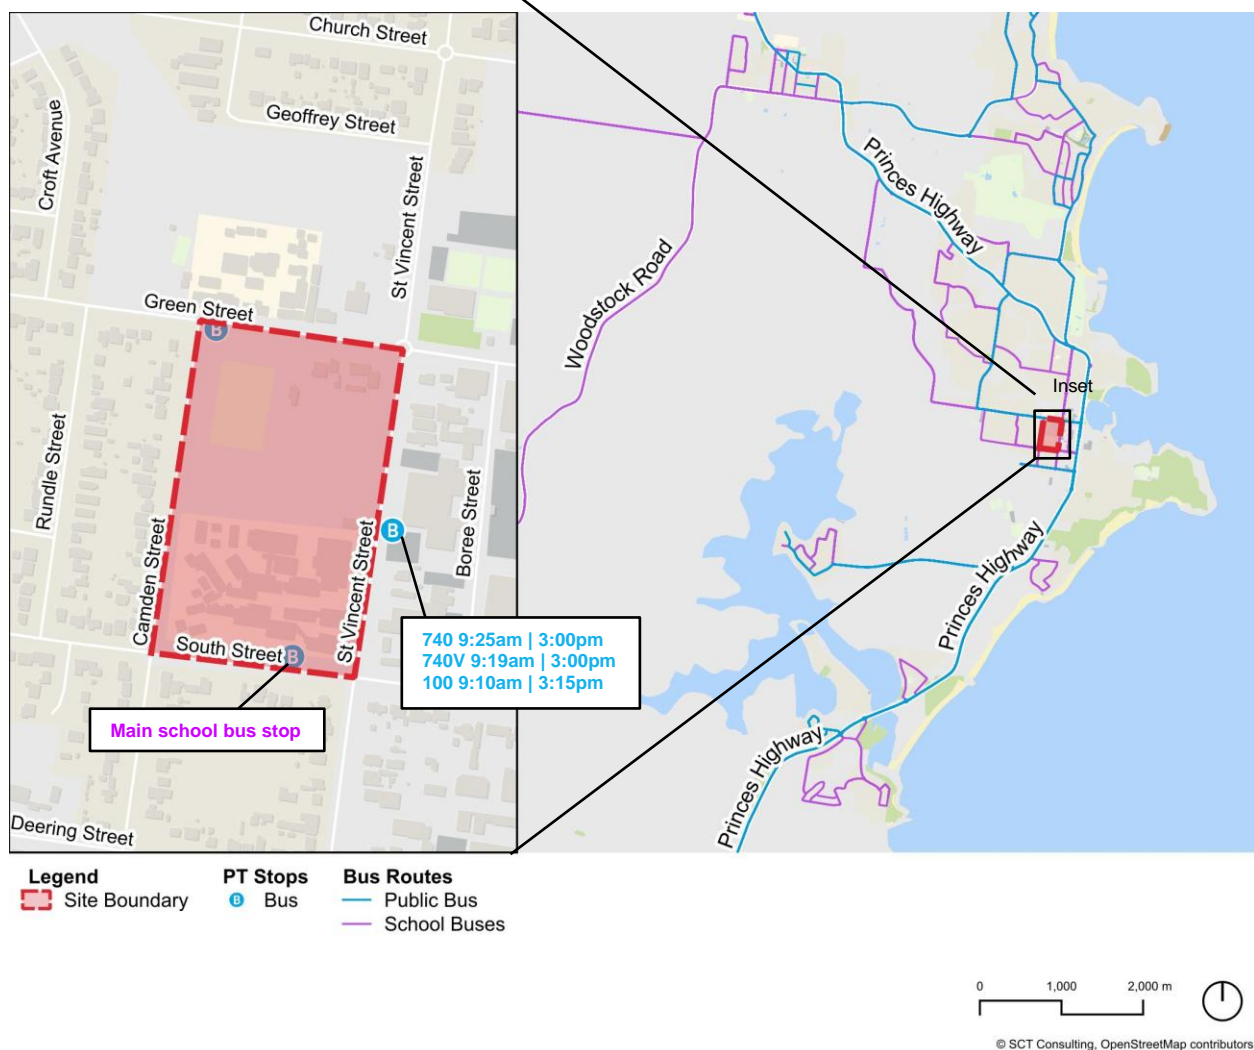 Church Street
Geoffrey Street
Croft Avenue
St Vincent Street
Green Street
B
Rundle Street
Camden Street
South Street
B
St Vincent Street
B
Boree Street
Deering Street
740 9:25am | 3:00pm
740V 9:19am | 3:00pm
100 9:10am | 3:15pm
Main school bus stop
Princes Highway
Woodstock Road
Inset
Princes Highway
Princes Highway
Legend
Site Boundary
PT Stops
B Bus
Bus Routes
Public Bus
School Buses
0 1,000 2,000 m
© SCT Consulting, OpenStreetMap contributors